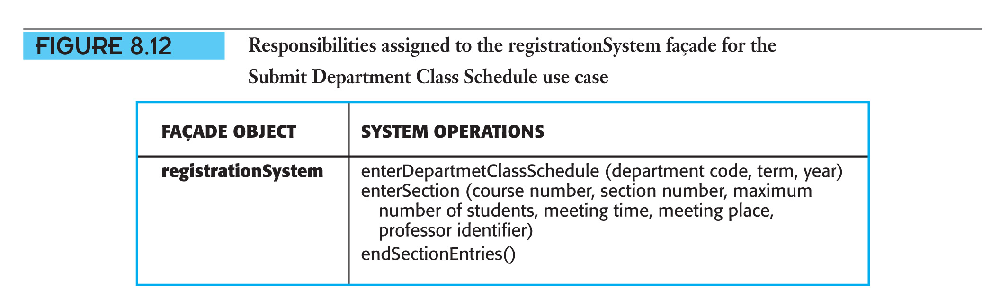 FIGURE 8.12
Responsibilities assigned to the registrationSystem façade for the
Submit Department Class Schedule use case
FAÇADE OBJECT
SYSTEM OPERATIONS
registrationSystem
enterDepartmetClassSchedule (department code, term, year)
enterSection (course number, section number, maximum
number of students, meeting time, meeting place,
professor identifier)
endSectionEntries()